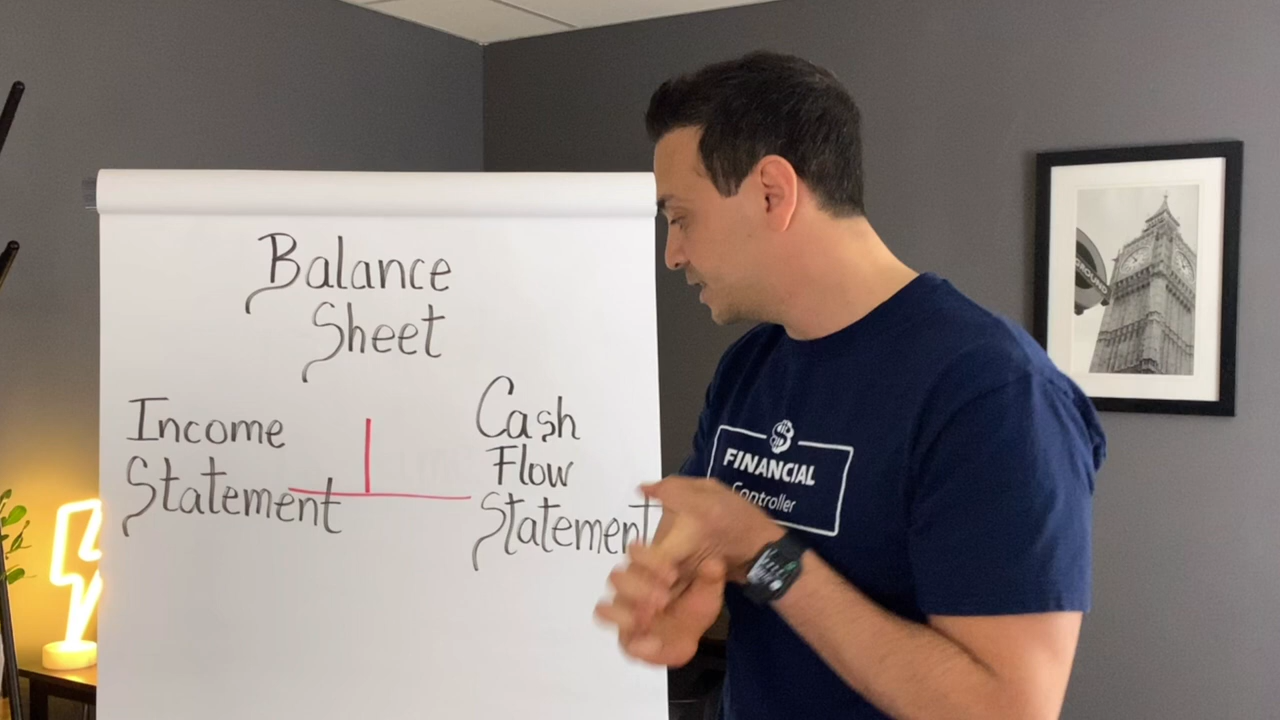 Balance
Sheet
Income
Statement
Cash
Flow
Statement
FINANCIAL
Controller